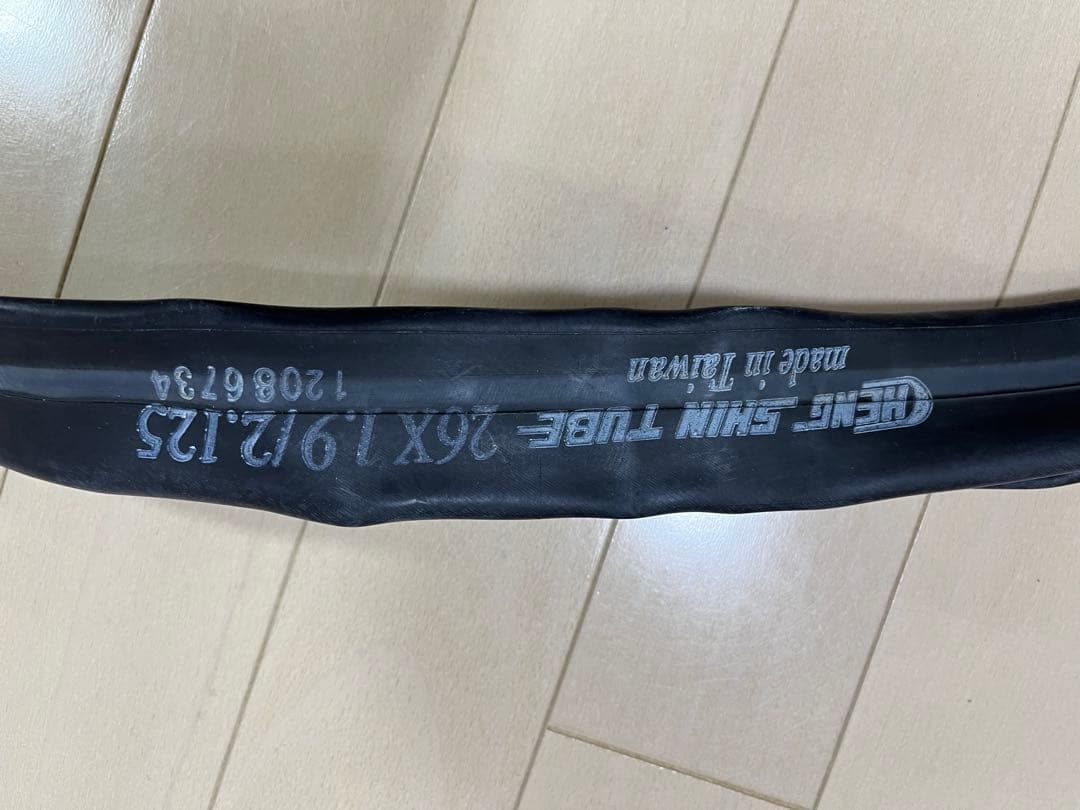 CHENG SHIN TUBE 26X1.9/2.125
made in Taiwan 12086734